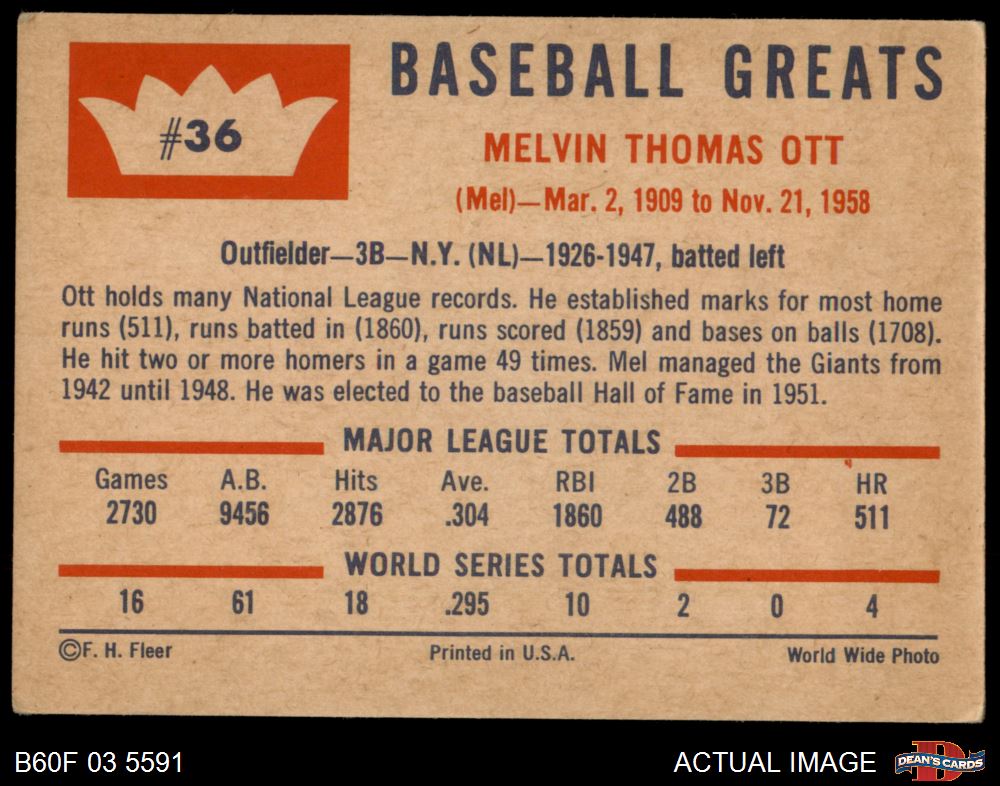 #36
BASEBALL GREATS
MELVIN THOMAS OTT
(Mel)—Mar. 2, 1909 to Nov. 21, 1958
Outfielder—3B—N.Y. (NL)—1926-1947, batted left
Ott holds many National League records. He established marks for most home
runs (511), runs batted in (1860), runs scored (1859) and bases on balls (1708).
He hit two or more homers in a game 49 times. Mel managed the Giants from
1942 until 1948. He was elected to the baseball Hall of Fame in 1951.
MAJOR LEAGUE TOTALS
Games A.B. Hits Ave. RBI 2B 3B HR
2730 9456 2876 .304 1860 488 72 511
WORLD SERIES TOTALS
16 61 18 .295 10 2 0 4
©F. H. Fleer Printed in U.S.A. World Wide Photo
B60F 03 5591 ACTUAL IMAGE D DEAN'S CARDS